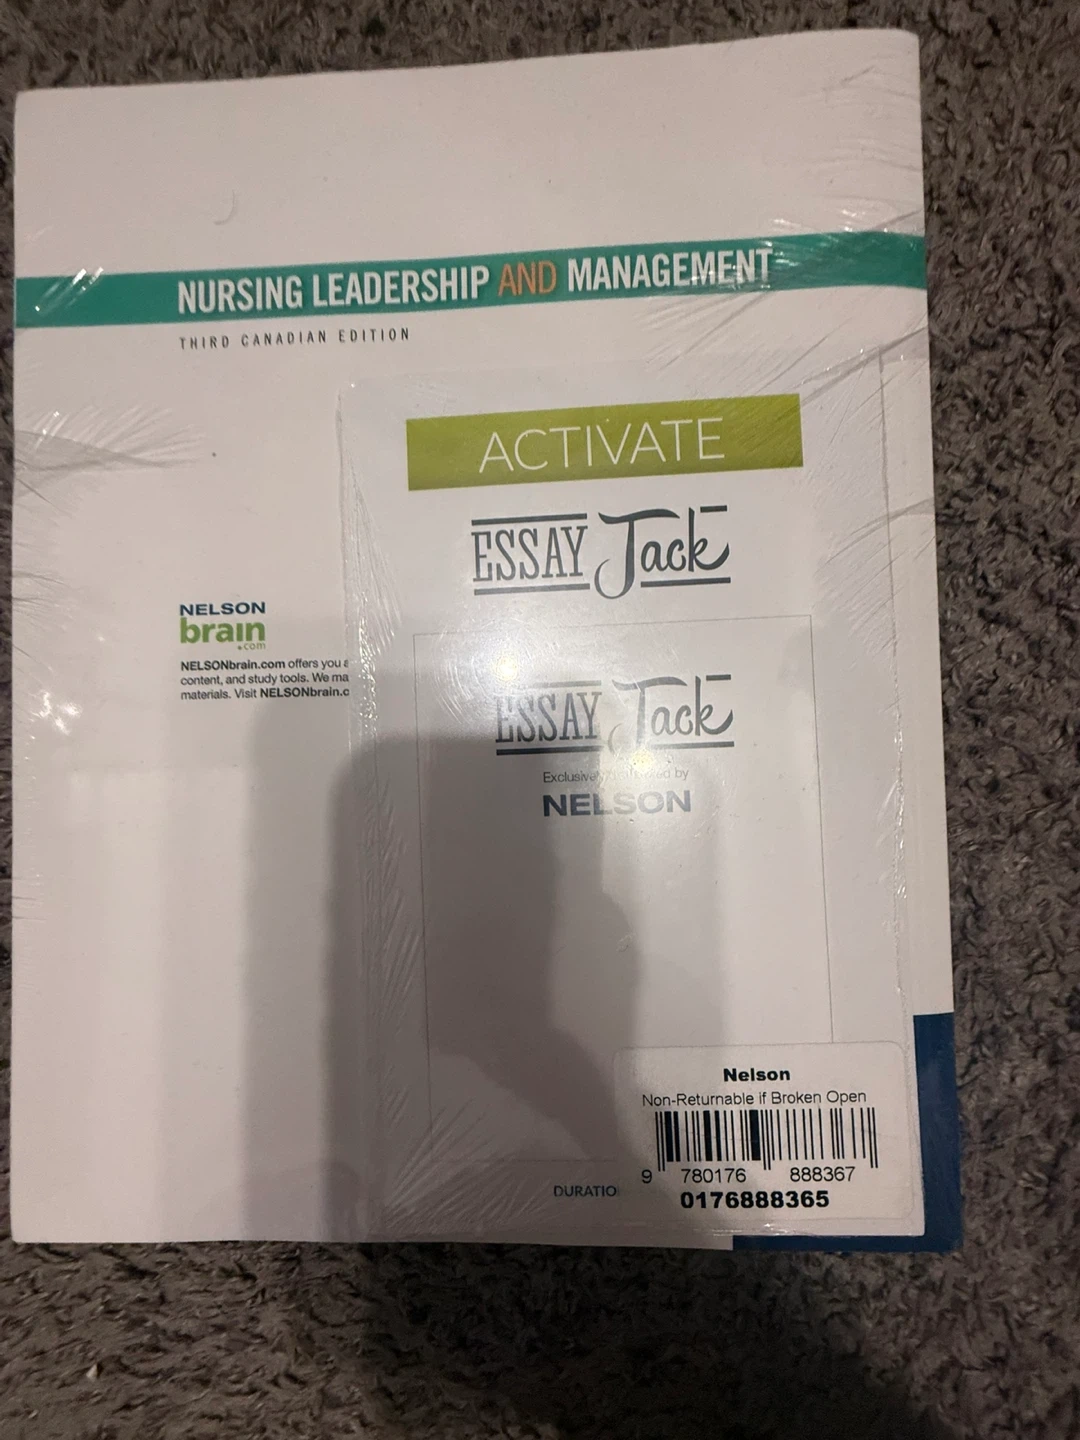 NURSING LEADERSHIP AND MANAGEMENT
THIRD CANADIAN EDITION
ACTIVATE
ESSAY Jack
NELSON
brain
.com
NELSONbrain.com offers you a
content, and study tools. We ma
materials. Visit NELSONbrain.c
ESSAY Jack
by
NELSON
Nelson
Non-Returnable if Broken Open
9 780176 888367
0176888365
DURATIO